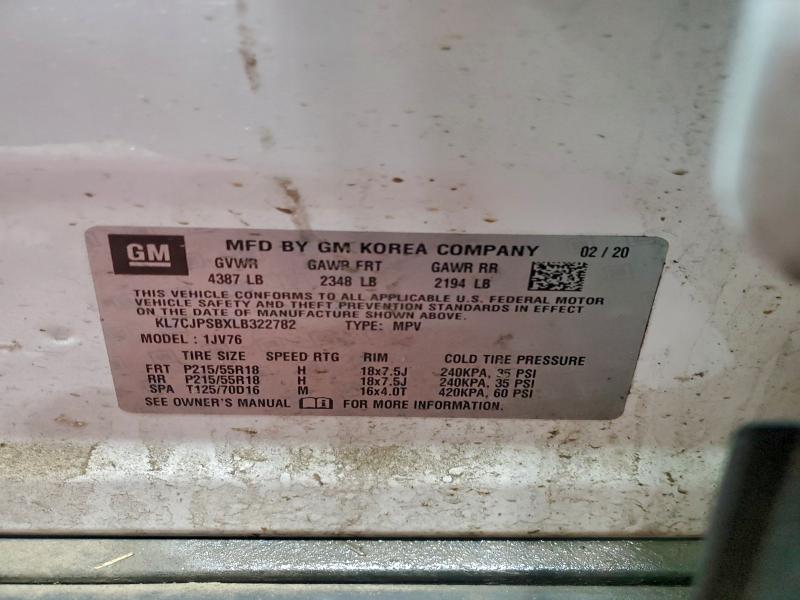 GM MFD BY GM KOREA COMPANY 02 / 20
GVWR GAWR FRT GAWR RR
4387 LB 2348 LB 2194 LB
THIS VEHICLE CONFORMS TO ALL APPLICABLE U.S. FEDERAL MOTOR
VEHICLE SAFETY AND THEFT PREVENTION STANDARDS IN EFFECT
ON THE DATE OF MANUFACTURE SHOWN ABOVE.
KL7CJPSBXLB322782 TYPE: MPV
MODEL : 1JV76
TIRE SIZE SPEED RTG RIM COLD TIRE PRESSURE
FRT P215/55R18 H 18x7.5J 240KPA, 35 PSI
RR P215/55R18 H 18x7.5J 240KPA, 35 PSI
SPA T125/70D16 M 16x4.0T 420KPA, 60 PSI
SEE OWNER'S MANUAL FOR MORE INFORMATION.